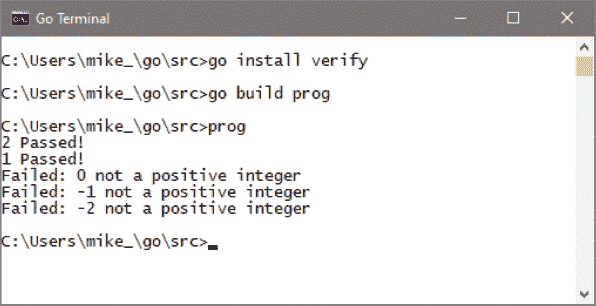 Go Terminal
C:\Users\mike_\go\src>go install verify
C:\Users\mike_\go\src>go build prog
C:\Users\mike_\go\src>prog
2 Passed!
1 Passed!
Failed: 0 not a positive integer
Failed: -1 not a positive integer
Failed: -2 not a positive integer
C:\Users\mike_\go\src>